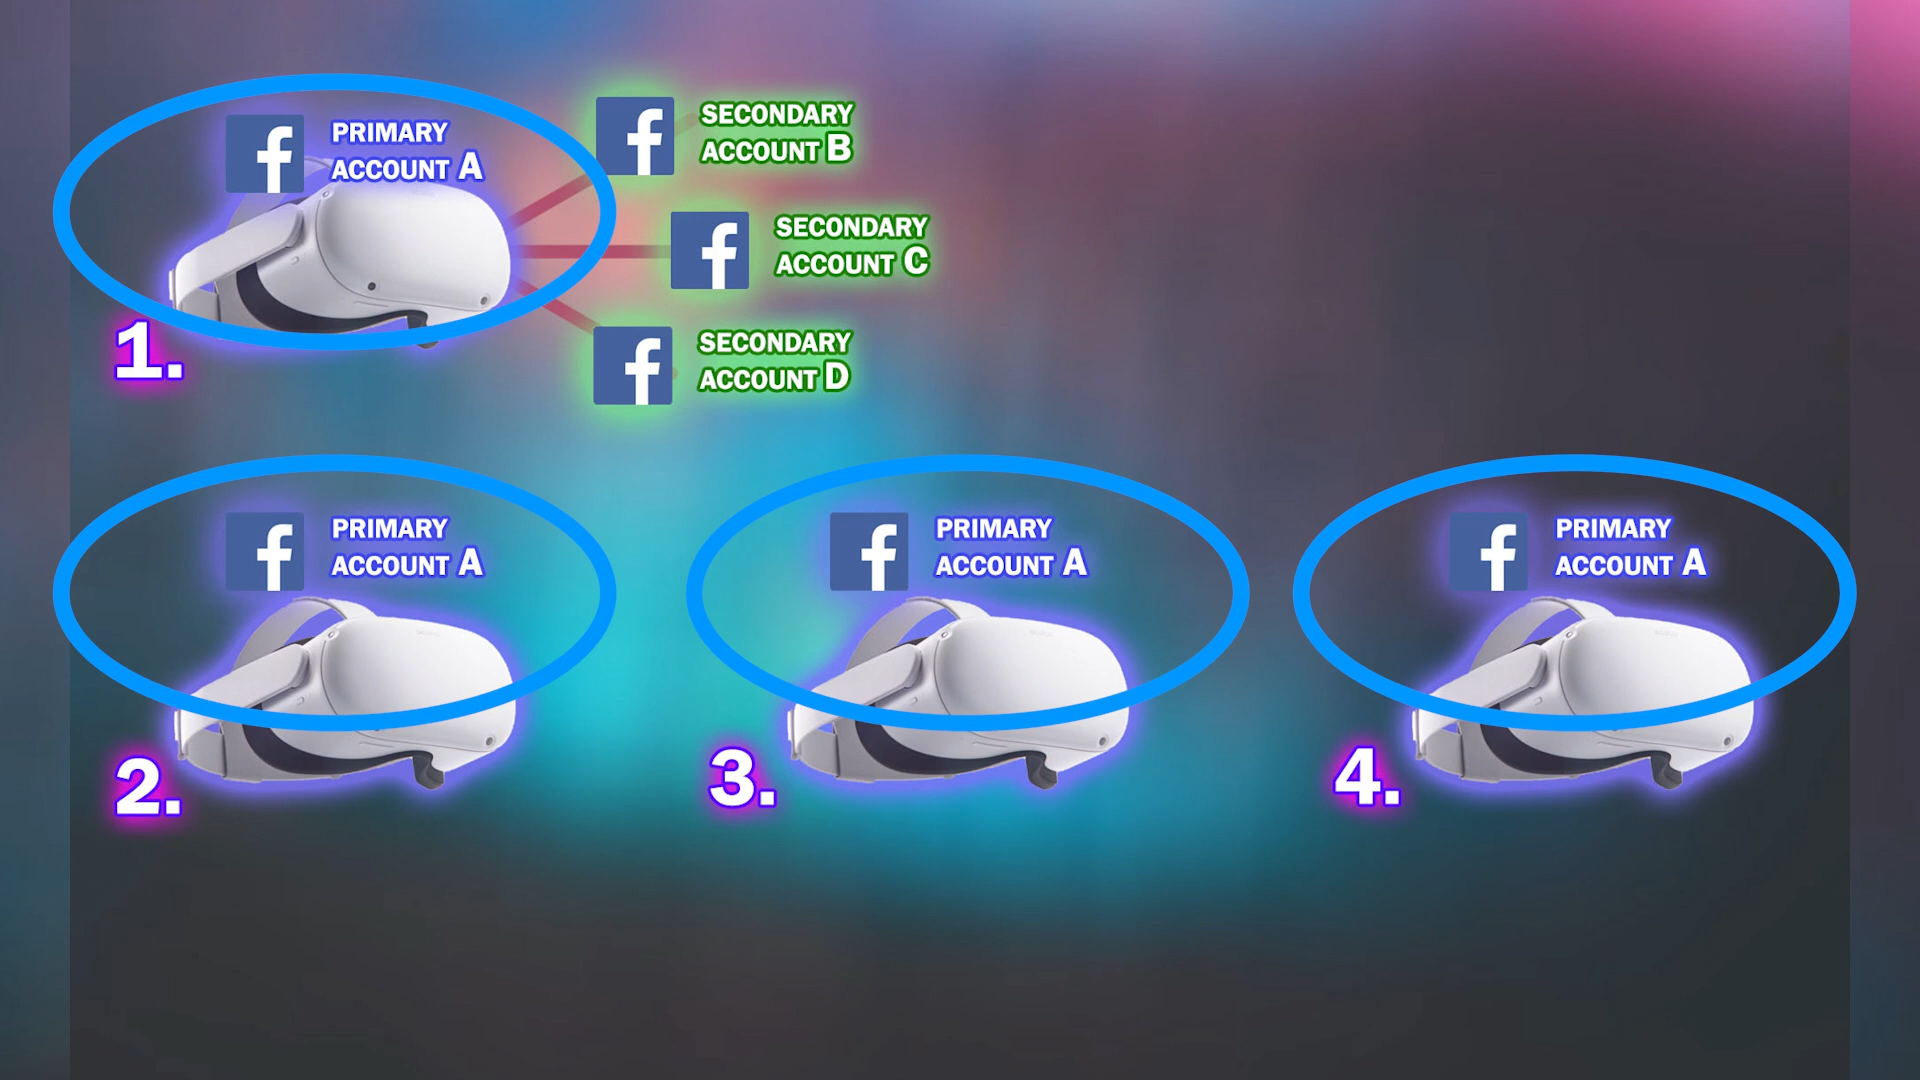 PRIMARY
ACCOUNT A
SECONDARY
ACCOUNT B
SECONDARY
ACCOUNT C
SECONDARY
ACCOUNT D
1.
PRIMARY
ACCOUNT A
2.
PRIMARY
ACCOUNT A
3.
PRIMARY
ACCOUNT A
4.